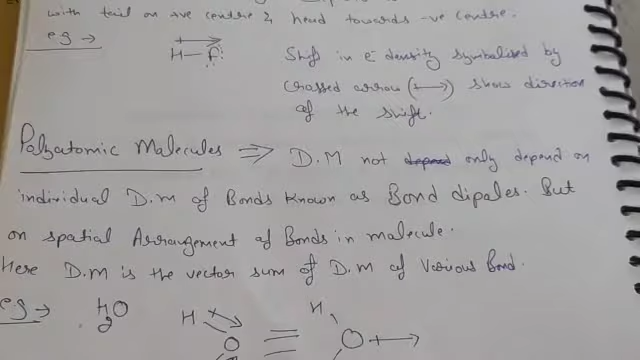 with tail on +ve centre & head towards -ve centre.
eg →
H — F:
Shift in e⁻ density symbolised by
crossed arrow (+→) show direction
of the shift.
Polyatomic Molecules ⇒ D.M not only depend on
individual D.m of Bonds known as Bond dipoles. But
on spatial Arrangement of Bonds in molecule.
Here D.M is the vector sum of D.M of Various Bond.
eg → H2O
H
O
≡
H
O +→